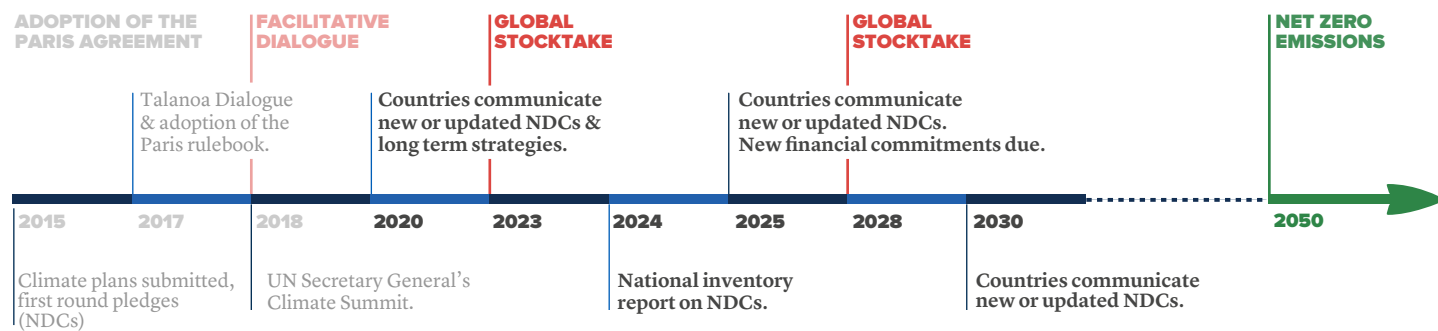 ADOPTION OF THE
PARIS AGREEMENT
FACILITATIVE
DIALOGUE
GLOBAL
STOCKTAKE
GLOBAL
STOCKTAKE
NET ZERO
EMISSIONS
Talanoa Dialogue
& adoption of the
Paris rulebook.
Countries communicate
new or updated NDCs &
long term strategies.
Countries communicate
new or updated NDCs.
New financial commitments due.
2015
2017
2018
2020
2023
2024
2025
2028
2030
2050
Climate plans submitted,
first round pledges
(NDCs)
UN Secretary General’s
Climate Summit.
National inventory
report on NDCs.
Countries communicate
new or updated NDCs.